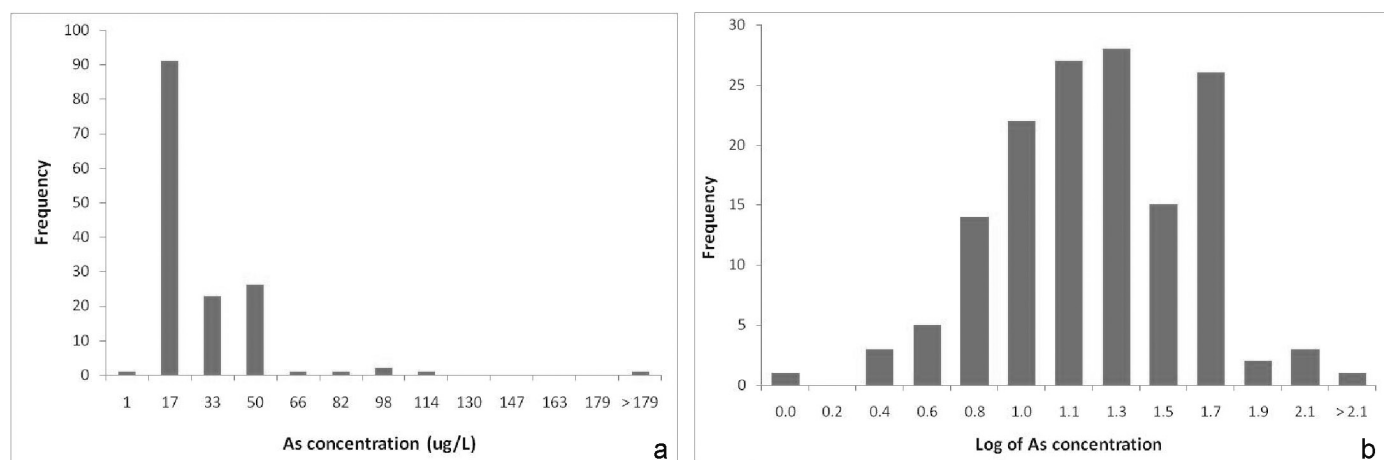 100
90
80
70
60
50
40
30
20
10
0
Frequency
1 17 33 50 66 82 98 114 130 147 163 179 >179
As concentration (ug/L)
a
30
25
20
15
10
5
0
Frequency
0.0 0.2 0.4 0.6 0.8 1.0 1.1 1.3 1.5 1.7 1.9 2.1 >2.1
Log of As concentration
b